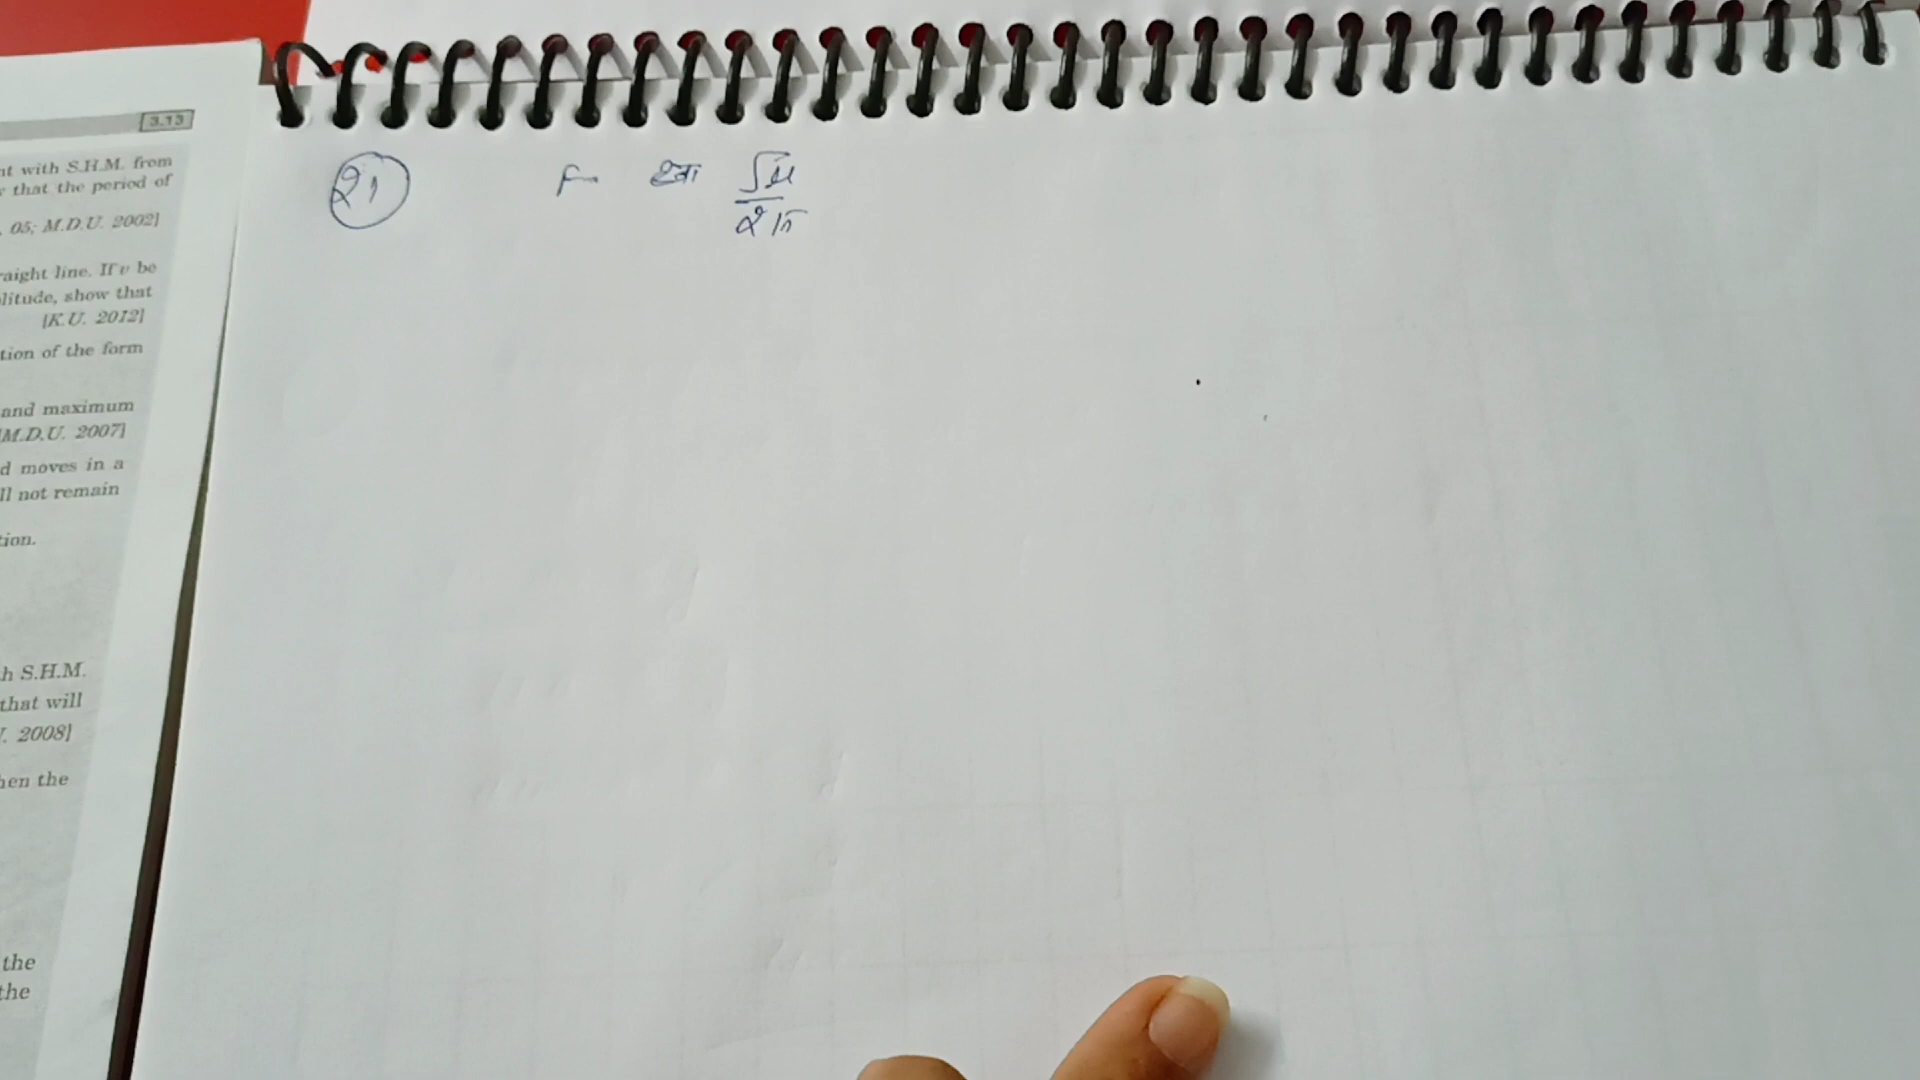 3.13
nt with S.H.M. from
r that the period of
, 05; M.D.U. 2002]
raight line. If v be
litude, show that
[K.U. 2012]
tion of the form
and maximum
[M.D.U. 2007]
d moves in a
ll not remain
tion.
h S.H.M.
that will
. 2008]
hen the
the
the
21
√μ
2π